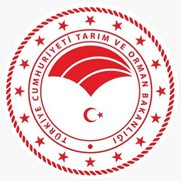 TÜRKİYE CUMHURİYETİ TARIM VE ORMAN BAKANLIĞI